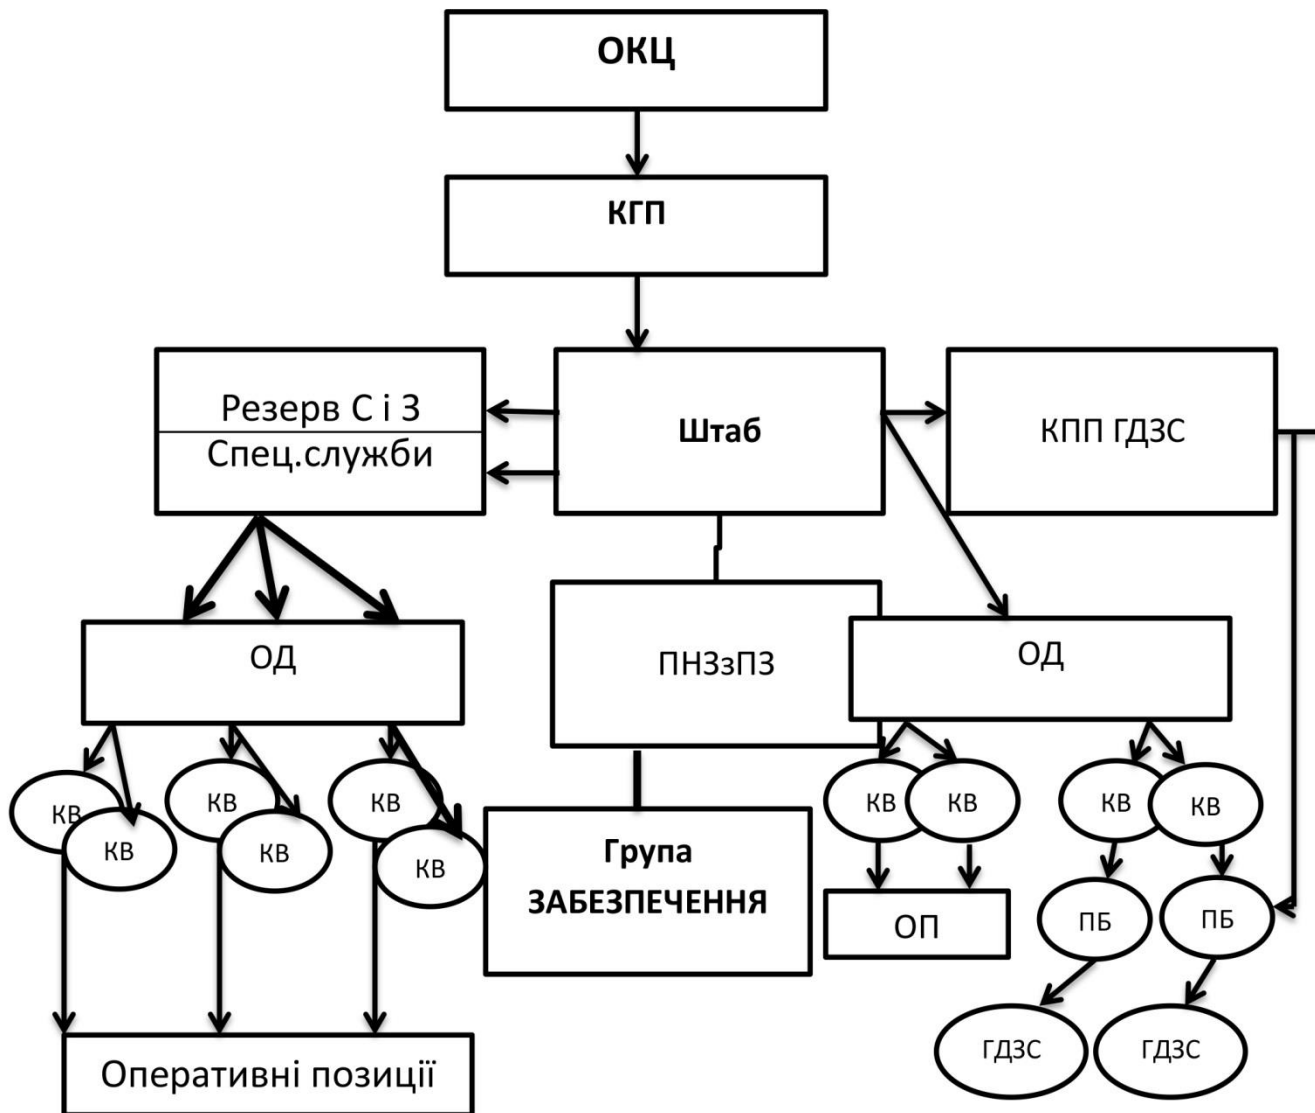 ОКЦ
КГП
Резерв С і З
Спец.служби
Штаб
КПП ГДЗС
ОД
ПНЗзПЗ
ОД
КВ
КВ
КВ
КВ
КВ
КВ
КВ
КВ
КВ
КВ
Група
ЗАБЕЗПЕЧЕННЯ
ОП
ПБ
ПБ
ГДЗС
ГДЗС
Оперативні позиції